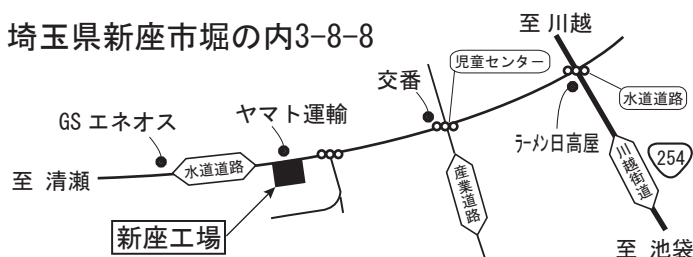 埼玉県新座市堀の内3-8-8
至 川越
児童センター
交番
水道道路
GS エネオス
ヤマト運輸
ラーメン日高屋
254
川越街道
水道道路
至 清瀬
産業道路
新座工場
至 池袋